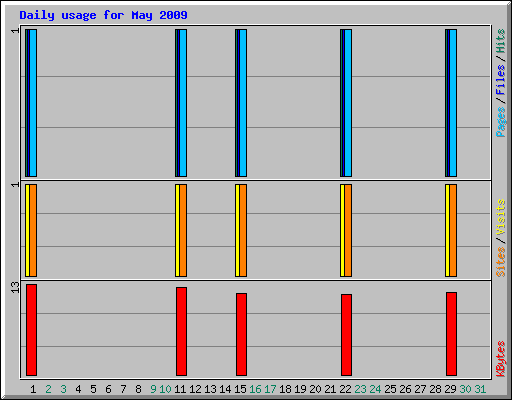 Daily usage for May 2009
1
Pages / Files / Hits
1
Sites / Visits
13
KBytes
1 2 3 4 5 6 7 8 9 10 11 12 13 14 15 16 17 18 19 20 21 22 23 24 25 26 27 28 29 30 31